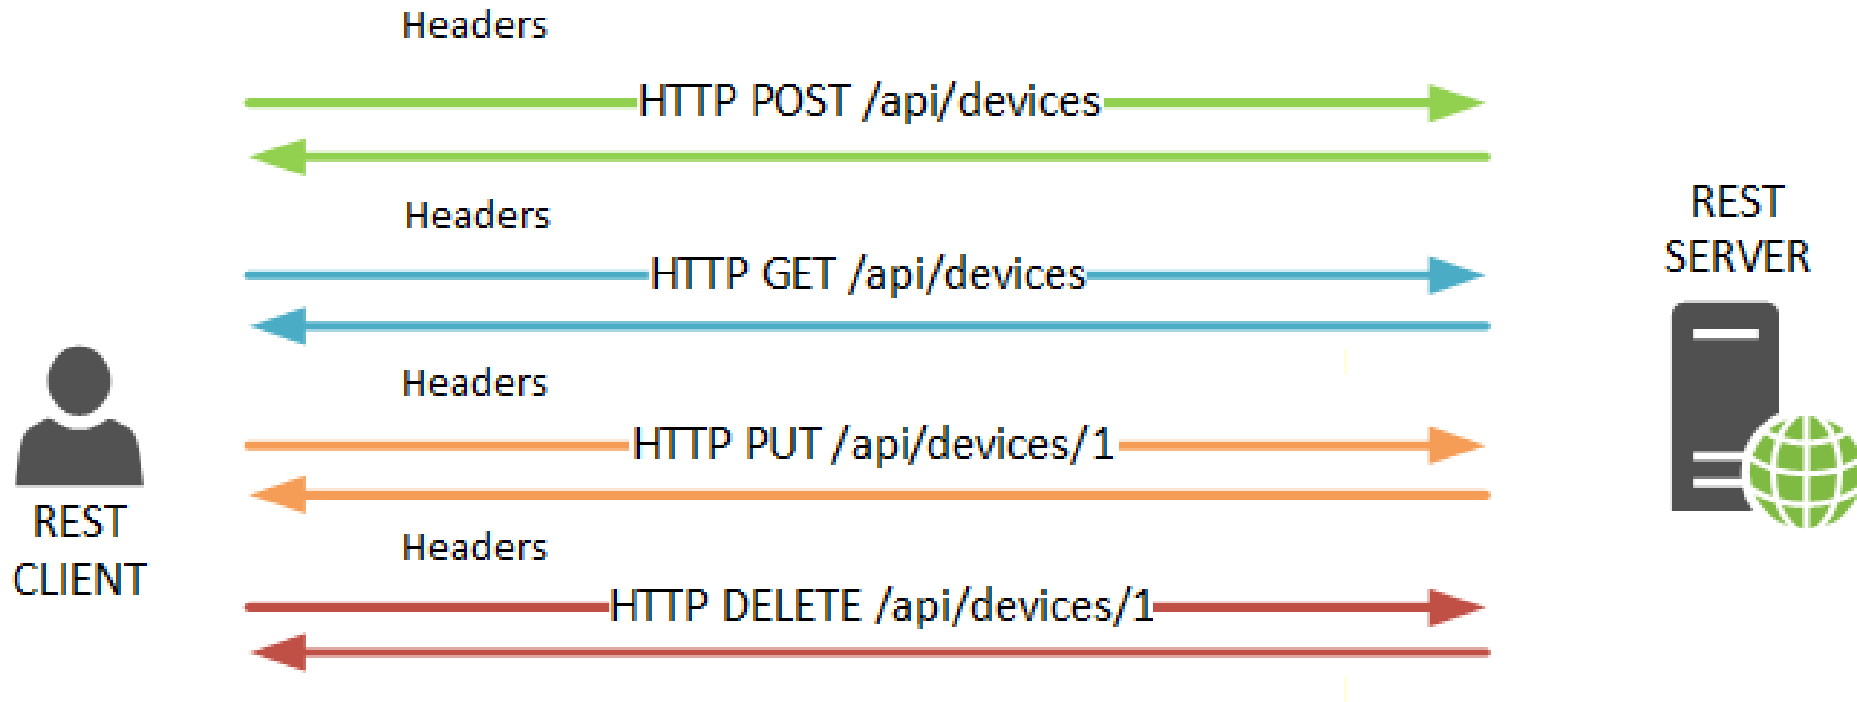 Headers
HTTP POST /api/devices
Headers
HTTP GET /api/devices
Headers
HTTP PUT /api/devices/1
Headers
HTTP DELETE /api/devices/1
REST
CLIENT
REST
SERVER